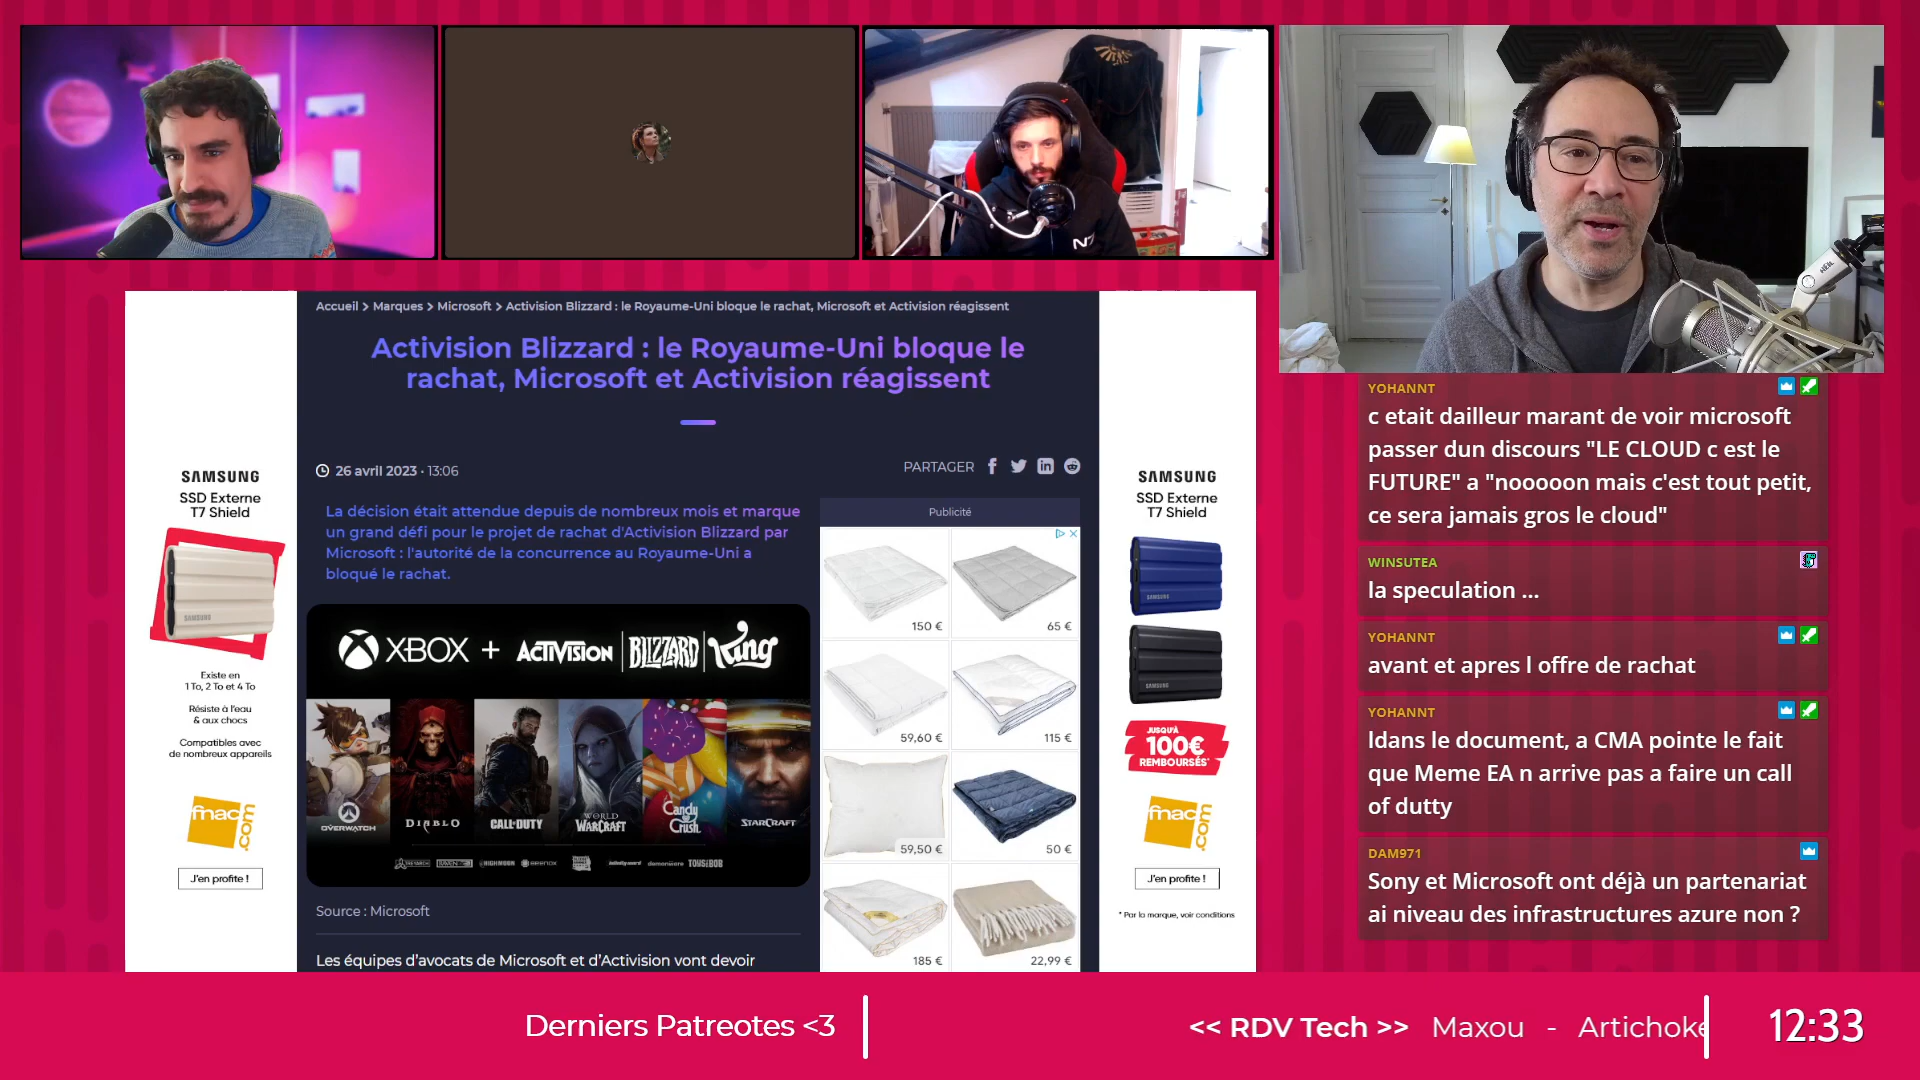 Accueil > Marques > Microsoft > Activision Blizzard : le Royaume-Uni bloque le rachat, Microsoft et Activision réagissent
Activision Blizzard : le Royaume-Uni bloque le
rachat, Microsoft et Activision réagissent
26 avril 2023 · 13:06
PARTAGER
La décision était attendue depuis de nombreux mois et marque
un grand défi pour le projet de rachat d'Activision Blizzard par
Microsoft : l'autorité de la concurrence au Royaume-Uni a
bloqué le rachat.
XBOX + ACTIVISION BLIZZARD King
OVERWATCH
DIABLO
CALL OF DUTY
WORLD
WARCRAFT
Candy
Crush
STARCRAFT
TOYS BOB
Source : Microsoft
Les équipes d'avocats de Microsoft et d'Activision vont devoir
Publicité
150 €
65 €
59,60 €
115 €
59,50 €
50 €
185 €
22,99 €
SAMSUNG
SSD Externe
T7 Shield
SAMSUNG
Existe en
1 To, 2 To et 4 To
Résiste à l'eau
& aux chocs
Compatibles avec
de nombreux appareils
fnac
.com
J'en profite !
SAMSUNG
SSD Externe
T7 Shield
SAMSUNG
SAMSUNG
JUSQU'À
100€
REMBOURSÉS*
fnac
.com
J'en profite !
* Par la marque, voir conditions
N7
YOHANNT
c etait dailleur marant de voir microsoft
passer dun discours "LE CLOUD c est le
FUTURE" a "nooooon mais c'est tout petit,
ce sera jamais gros le cloud"
WINSUTEA
la speculation ...
YOHANNT
avant et apres l offre de rachat
YOHANNT
ldans le document, a CMA pointe le fait
que Meme EA n arrive pas a faire un call
of dutty
DAM971
Sony et Microsoft ont déjà un partenariat
ai niveau des infrastructures azure non ?
Derniers Patreotes <3
<< RDV Tech >> Maxou - Artichoke
12:33